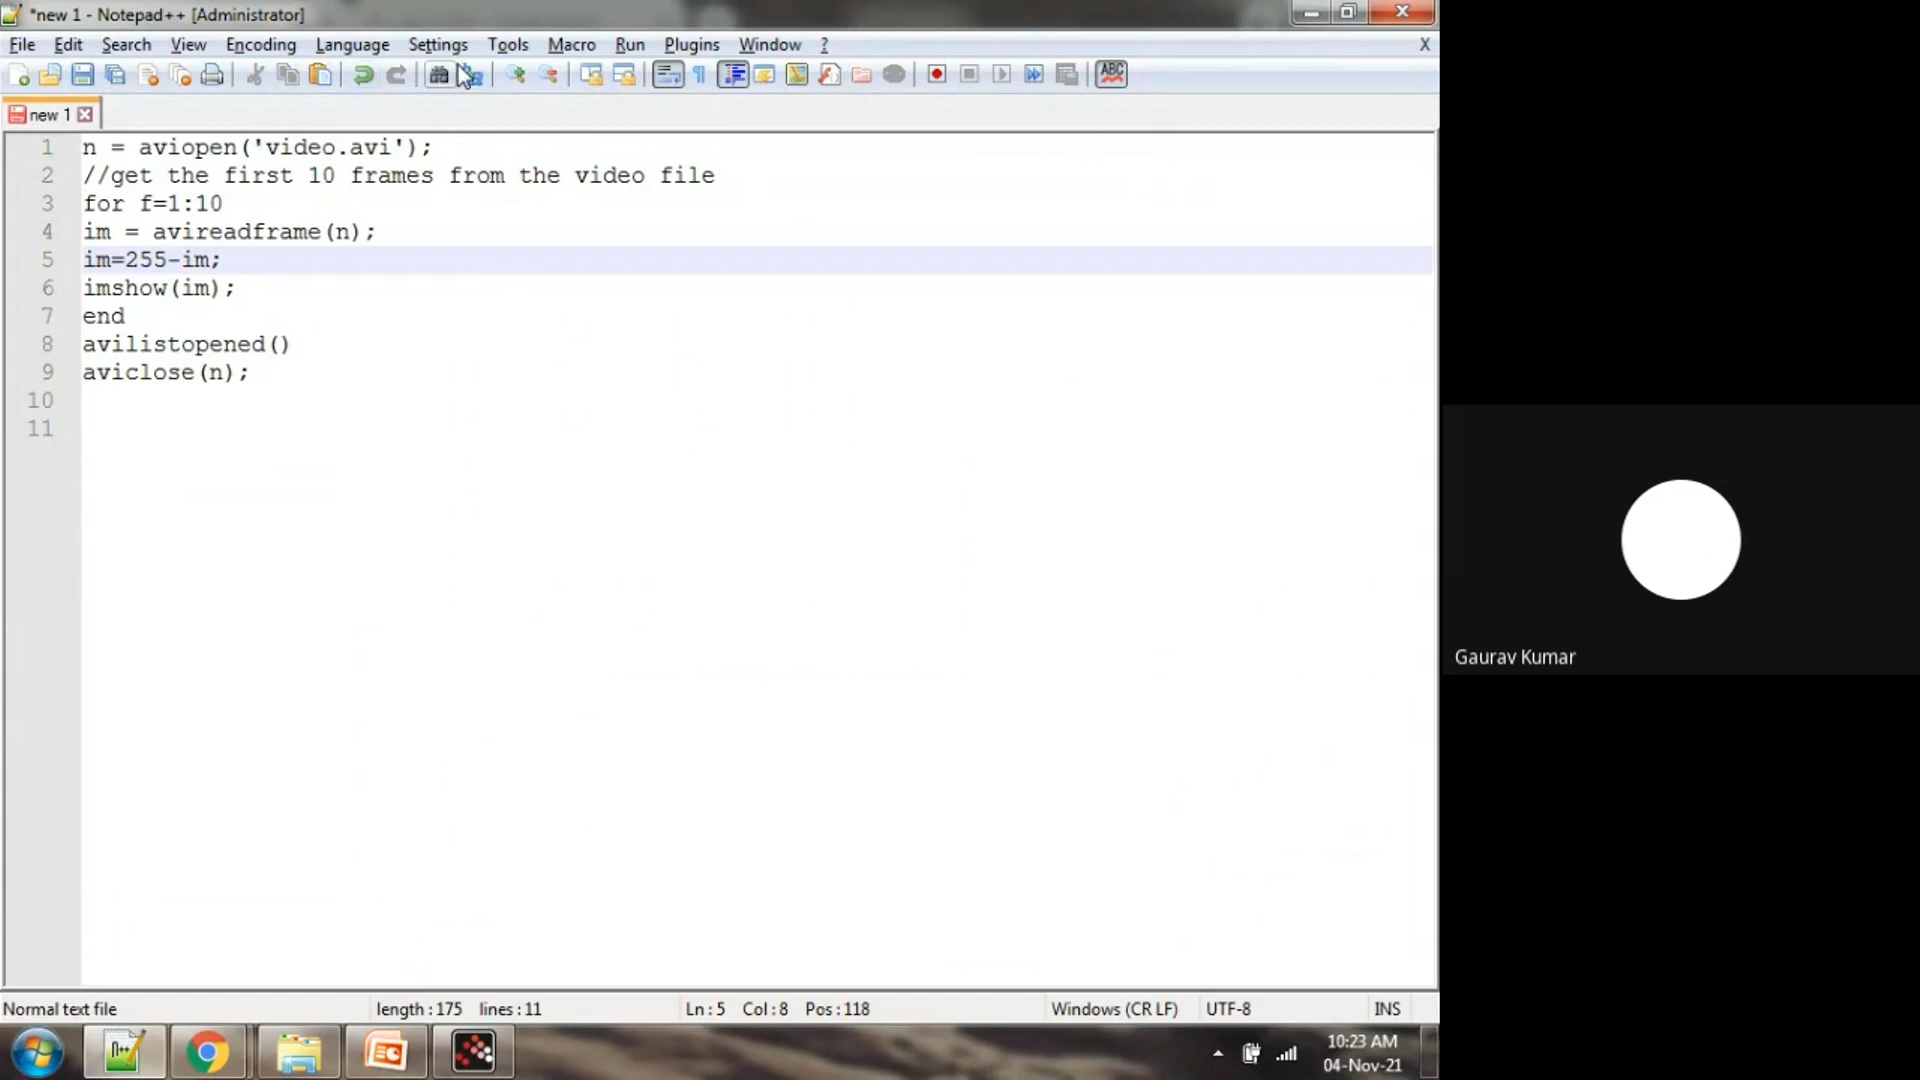 *new 1 - Notepad++ [Administrator]
File Edit Search View Encoding Language Settings Tools Macro Run Plugins Window ? X
ABC
new 1
1 n = aviopen('video.avi');
2 //get the first 10 frames from the video file
3 for f=1:10
4 im = avireadframe(n);
5 im=255-im;
6 imshow(im);
7 end
8 avilistopened()
9 aviclose(n);
10
11
Gaurav Kumar
Normal text file length : 175 lines : 11 Ln : 5 Col : 8 Pos : 118 Windows (CR LF) UTF-8 INS
10:23 AM
04-Nov-21